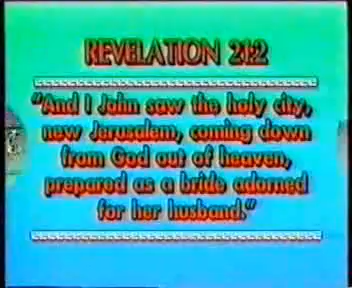 REVELATION 21:2
"And I John saw the holy city,
new Jerusalem, coming down
from God out of heaven,
prepared as a bride adorned
for her husband."